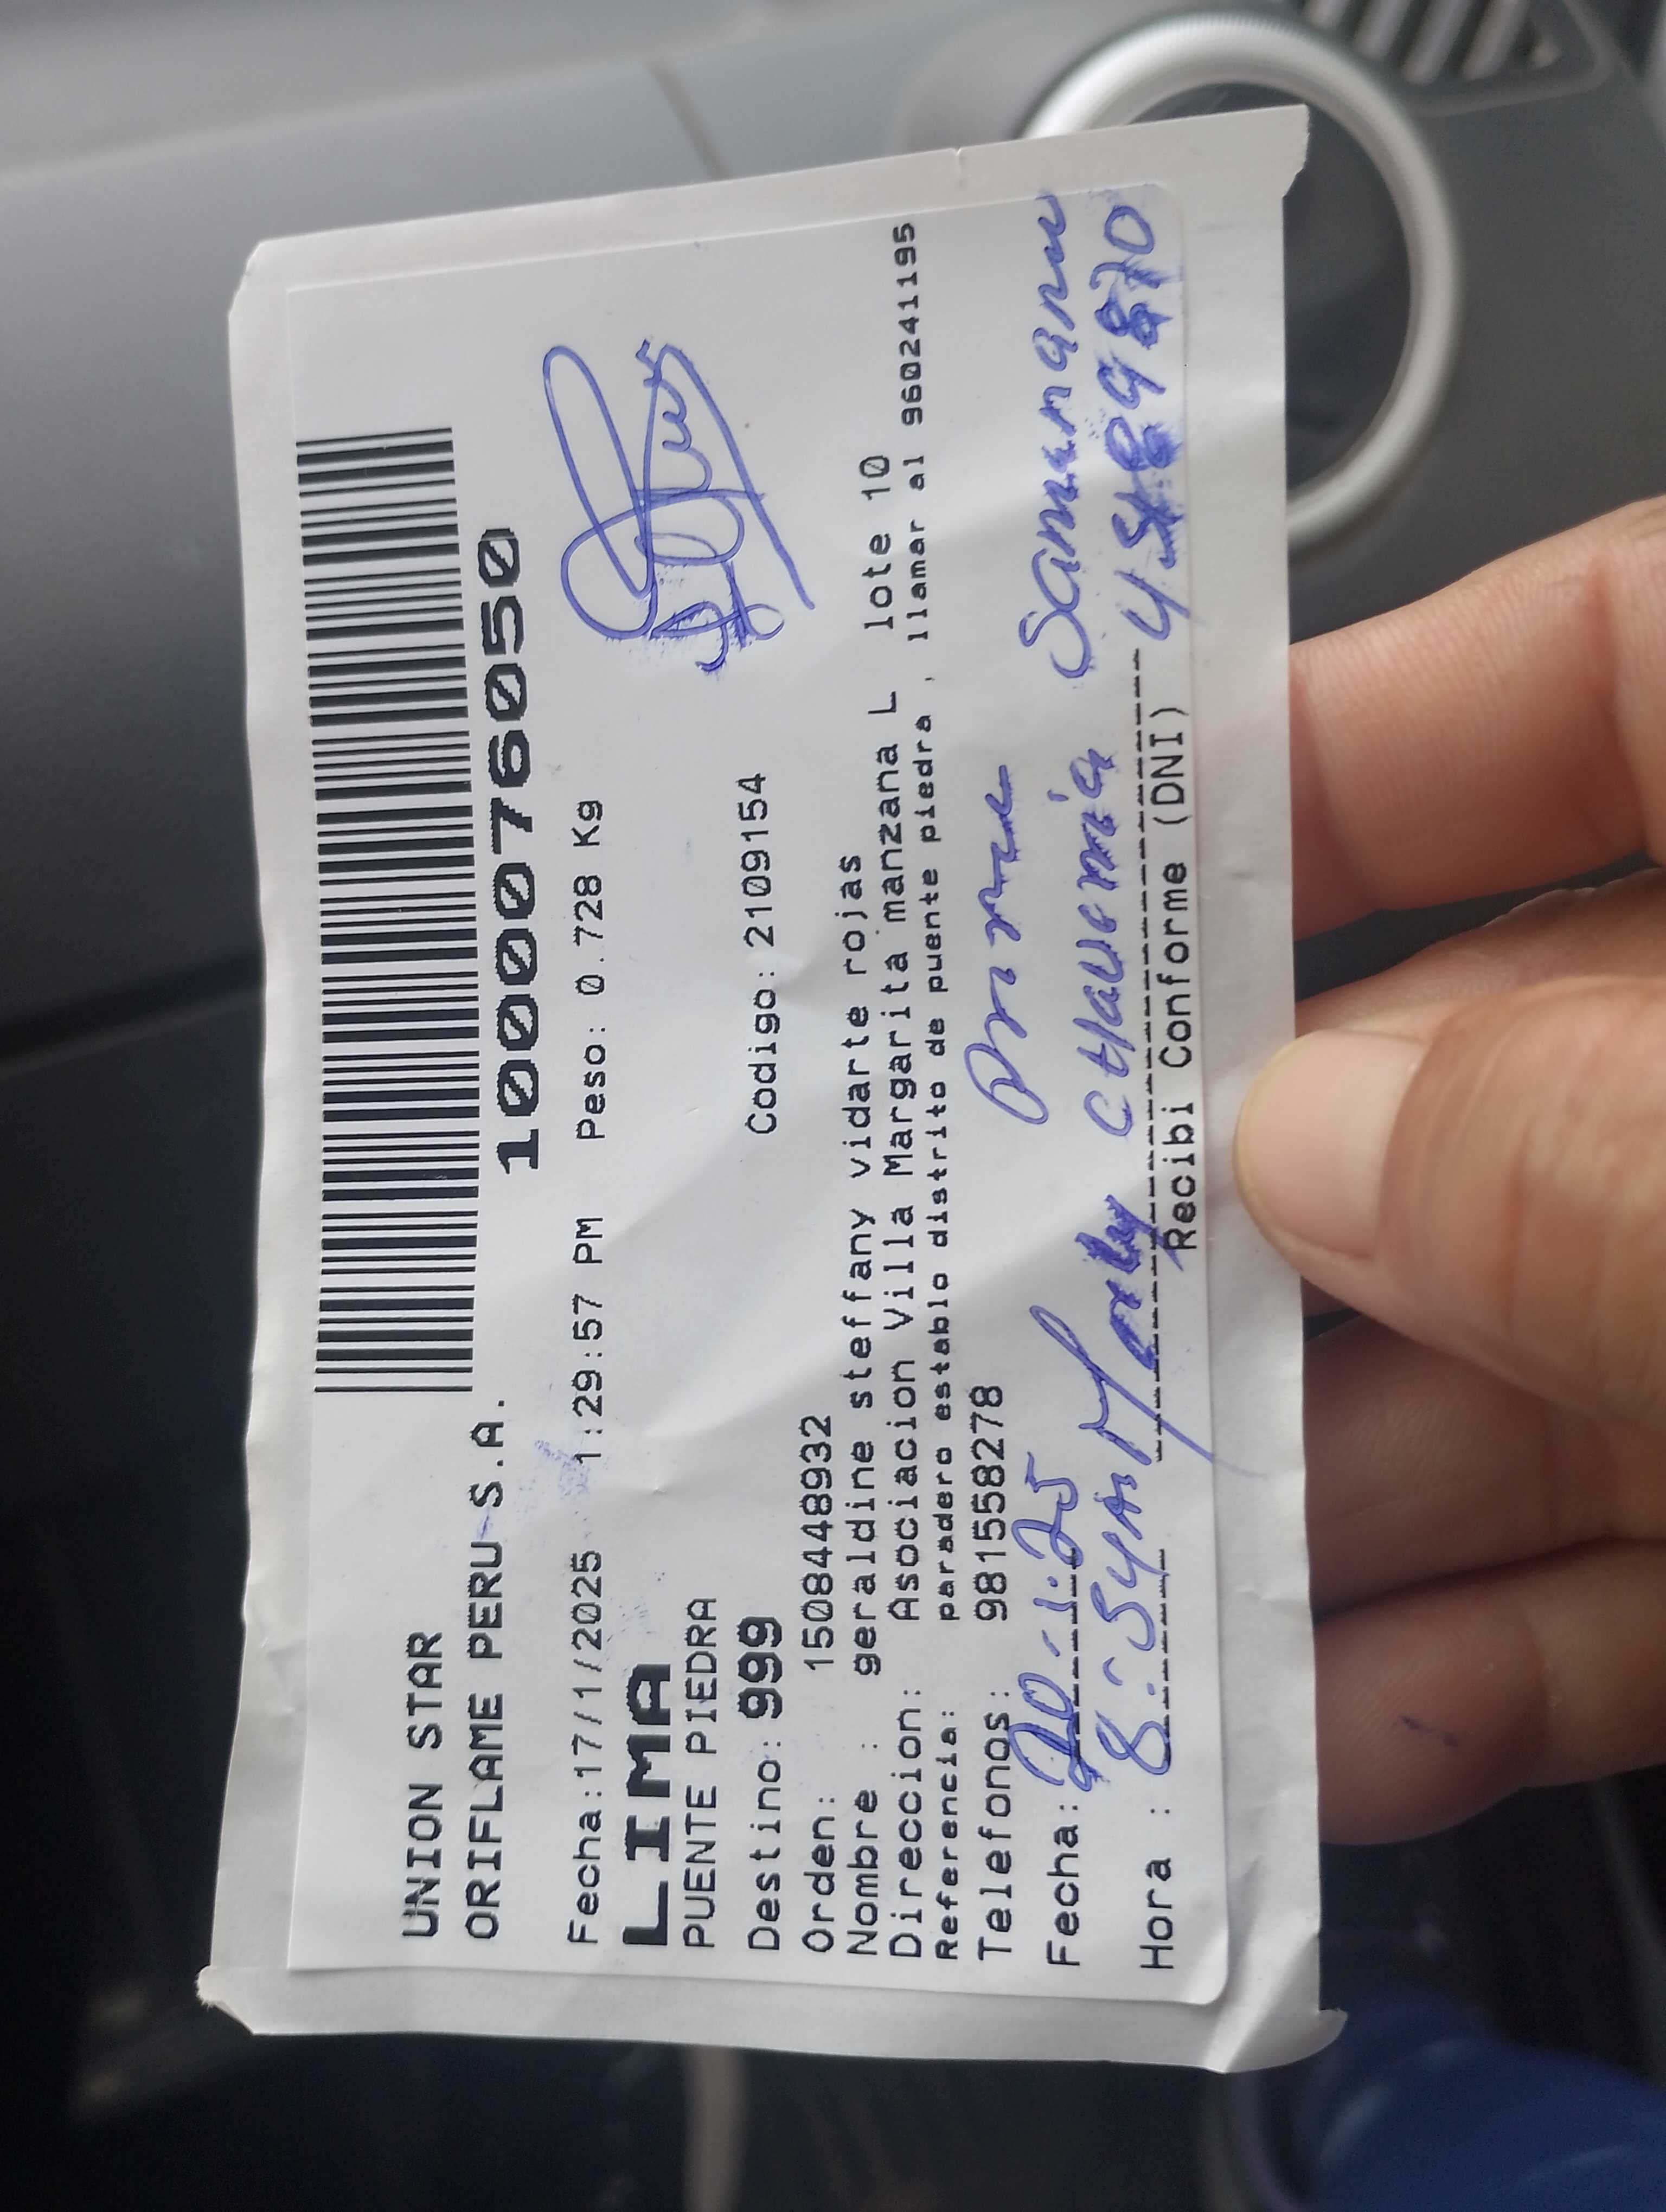 UNION STAR
ORIFLAME PERU S.A.
100076050
Fecha:17/1/2025 1:29:57 PM Peso: 0.728 Kg
LIMA
PUENTE PIEDRA
Destino: 999 Codigo: 2109154
Orden: 1508448932
Nombre : geraldine steffany vidarte rojas
Direccion: Asociacion Villa Margarita manzana L lote 10
Referencia: paradero establo distrito de puente piedra, llamar al 960241195
Telefonos: 981558278
Fecha: 20-1-25
Hora : 8:54 AM
Recibi Conforme (DNI)